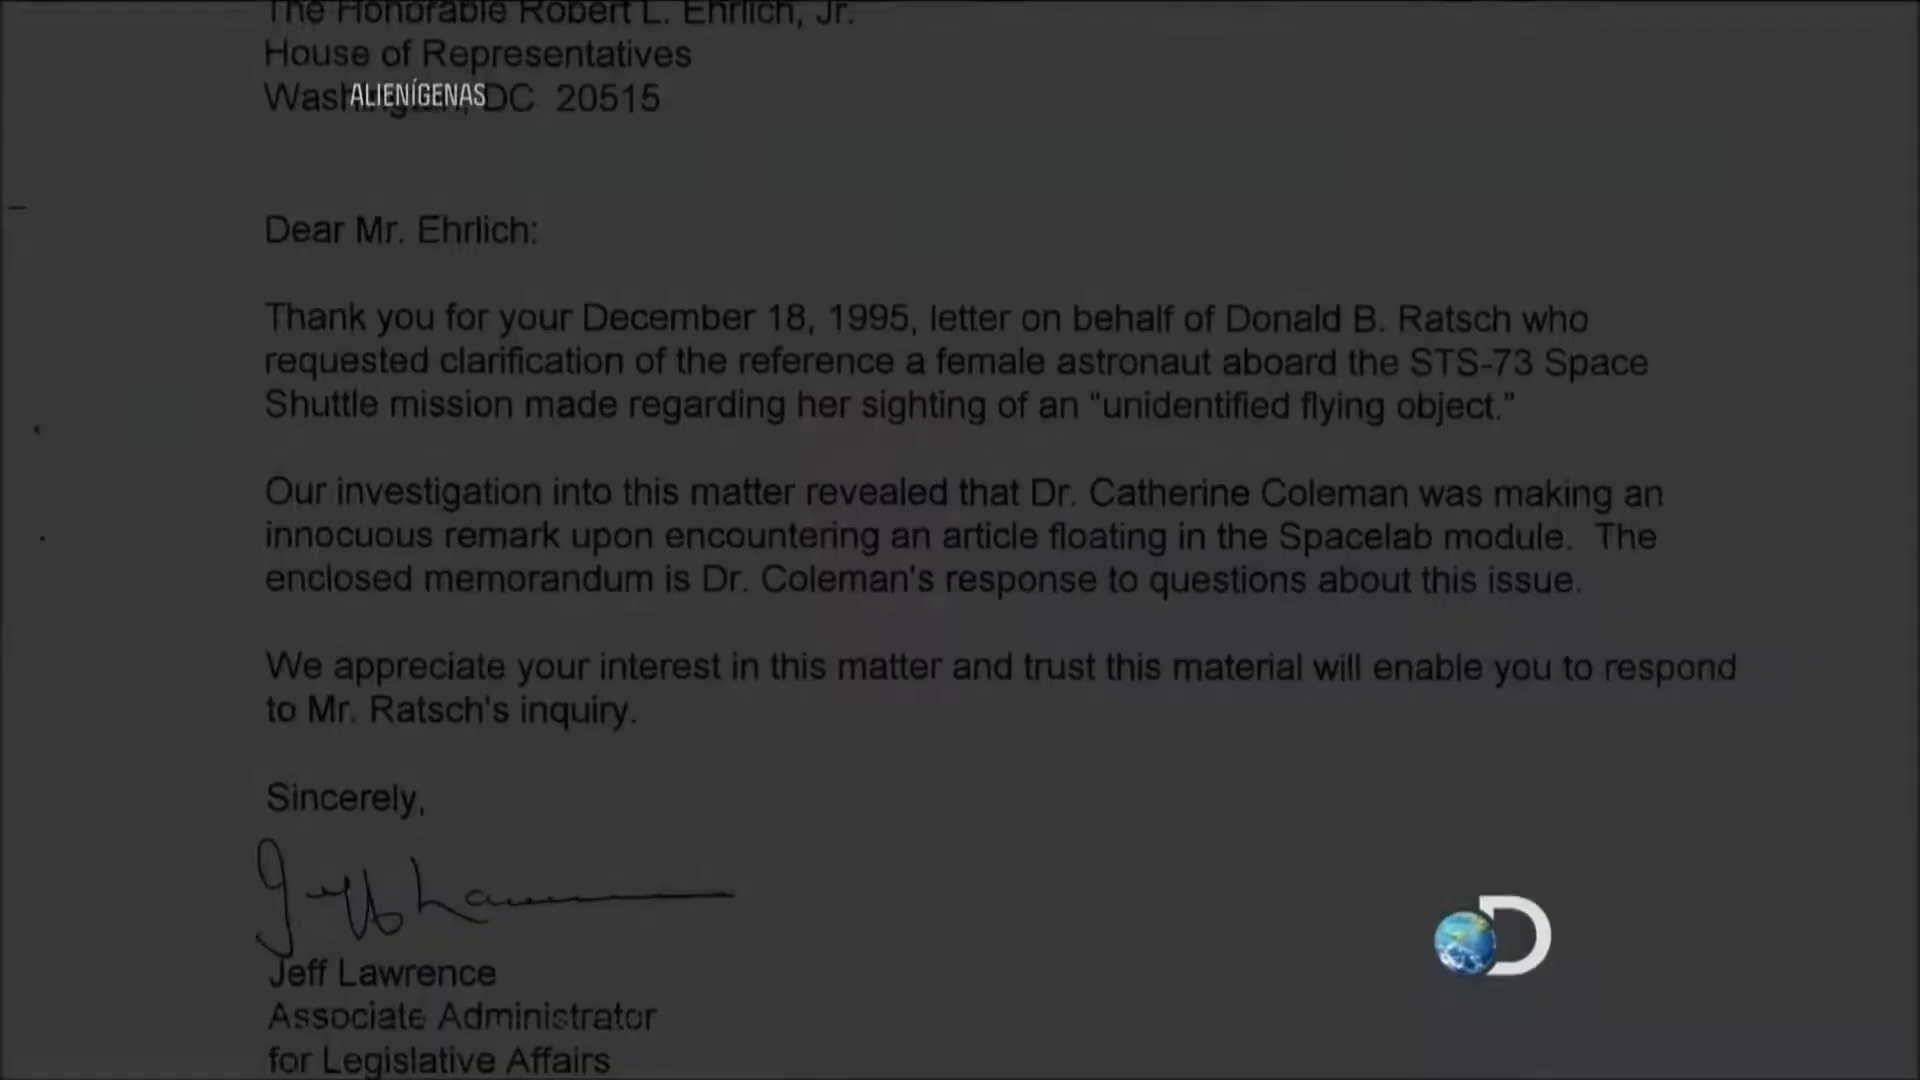 The Honorable Robert L. Ehrlich, Jr.
House of Representatives
Washington, DC 20515
ALIENÍGENAS
Dear Mr. Ehrlich:
Thank you for your December 18, 1995, letter on behalf of Donald B. Ratsch who
requested clarification of the reference a female astronaut aboard the STS-73 Space
Shuttle mission made regarding her sighting of an "unidentified flying object."
Our investigation into this matter revealed that Dr. Catherine Coleman was making an
innocuous remark upon encountering an article floating in the Spacelab module. The
enclosed memorandum is Dr. Coleman's response to questions about this issue.
We appreciate your interest in this matter and trust this material will enable you to respond
to Mr. Ratsch's inquiry.
Sincerely,
Jeff Lawrence
Jeff Lawrence
Associate Administrator
for Legislative Affairs
D